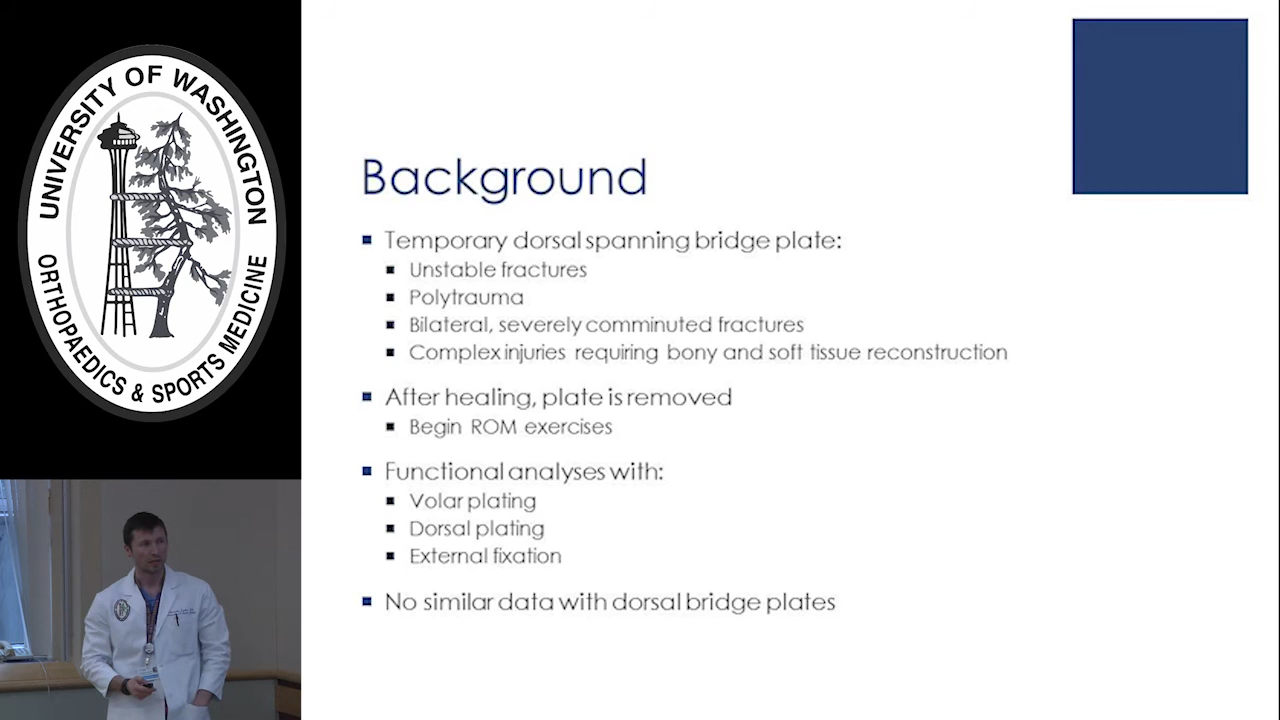 UNIVERSITY OF WASHINGTON
ORTHOPAEDICS & SPORTS MEDICINE
Background
Temporary dorsal spanning bridge plate:
Unstable fractures
Polytrauma
Bilateral, severely comminuted fractures
Complex injuries requiring bony and soft tissue reconstruction
After healing, plate is removed
Begin ROM exercises
Functional analyses with:
Volar plating
Dorsal plating
External fixation
No similar data with dorsal bridge plates